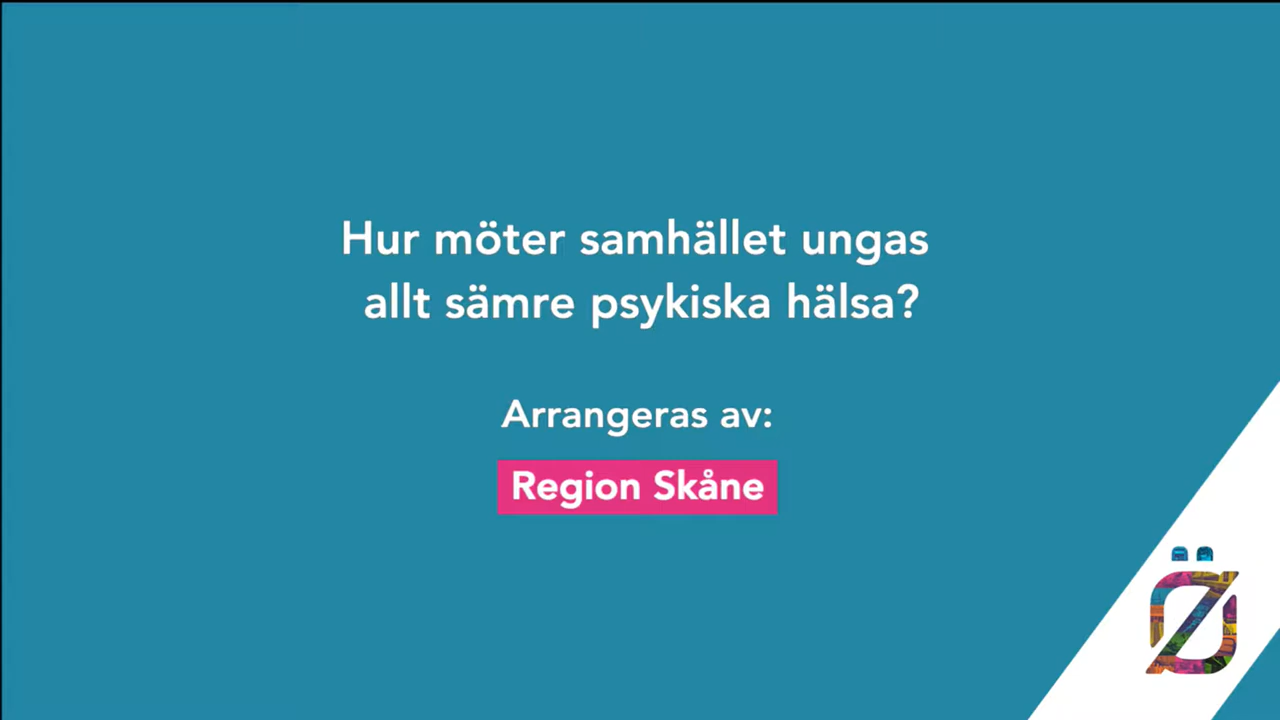 Hur möter samhället ungas
allt sämre psykiska hälsa?
Arrangeras av:
Region Skåne